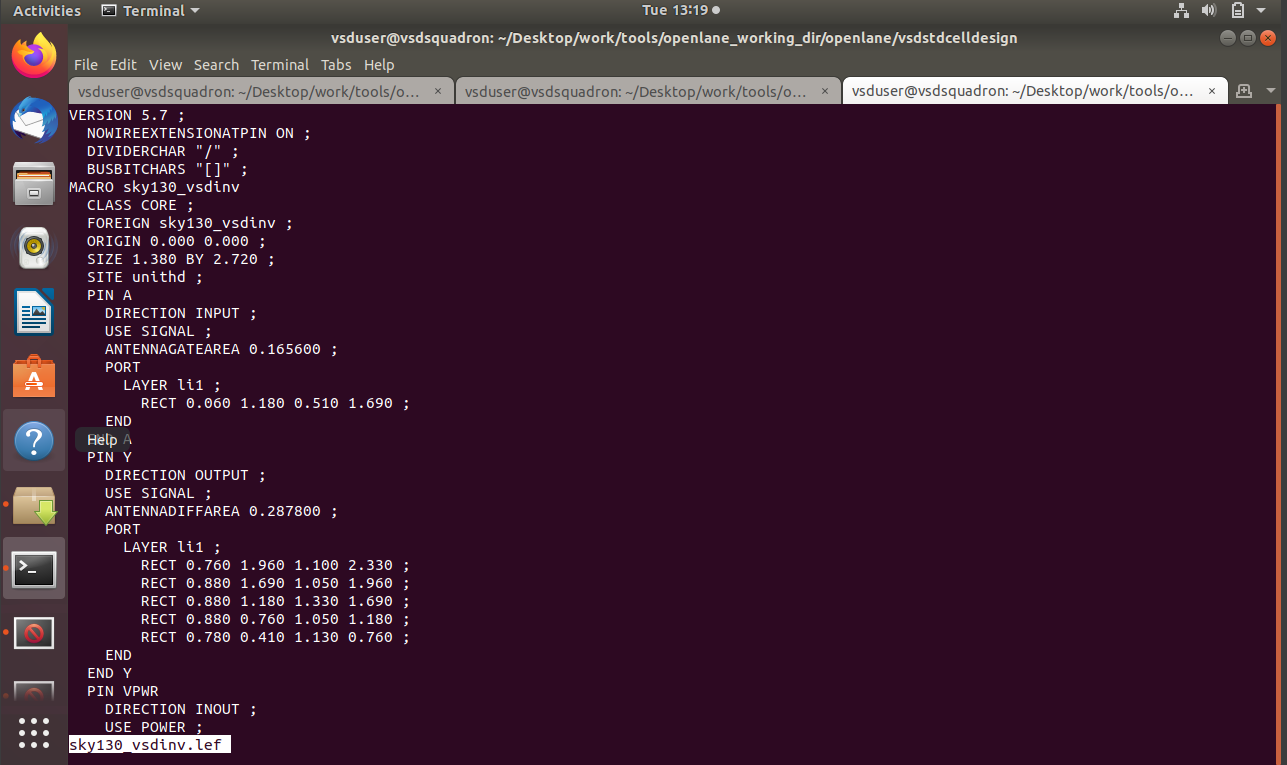 Activities Terminal Tue 13:19
vsduser@vsdsquadron: ~/Desktop/work/tools/openlane_working_dir/openlane/vsdstdcelldesign
File Edit View Search Terminal Tabs Help
vsduser@vsdsquadron: ~/Desktop/work/tools/o... × vsduser@vsdsquadron: ~/Desktop/work/tools/o... × vsduser@vsdsquadron: ~/Desktop/work/tools/o... ×
VERSION 5.7 ;
  NOWIREEXTENSIONATPIN ON ;
  DIVIDERCHAR "/" ;
  BUSBITCHARS "[]" ;
MACRO sky130_vsdinv
  CLASS CORE ;
  FOREIGN sky130_vsdinv ;
  ORIGIN 0.000 0.000 ;
  SIZE 1.380 BY 2.720 ;
  SITE unithd ;
  PIN A
    DIRECTION INPUT ;
    USE SIGNAL ;
    ANTENNAGATEAREA 0.165600 ;
    PORT
      LAYER li1 ;
        RECT 0.060 1.180 0.510 1.690 ;
    END
Help A
  PIN Y
    DIRECTION OUTPUT ;
    USE SIGNAL ;
    ANTENNADIFFAREA 0.287800 ;
    PORT
      LAYER li1 ;
        RECT 0.760 1.960 1.100 2.330 ;
        RECT 0.880 1.690 1.050 1.960 ;
        RECT 0.880 1.180 1.330 1.690 ;
        RECT 0.880 0.760 1.050 1.180 ;
        RECT 0.780 0.410 1.130 0.760 ;
    END
  END Y
  PIN VPWR
    DIRECTION INOUT ;
    USE POWER ;
sky130_vsdinv.lef